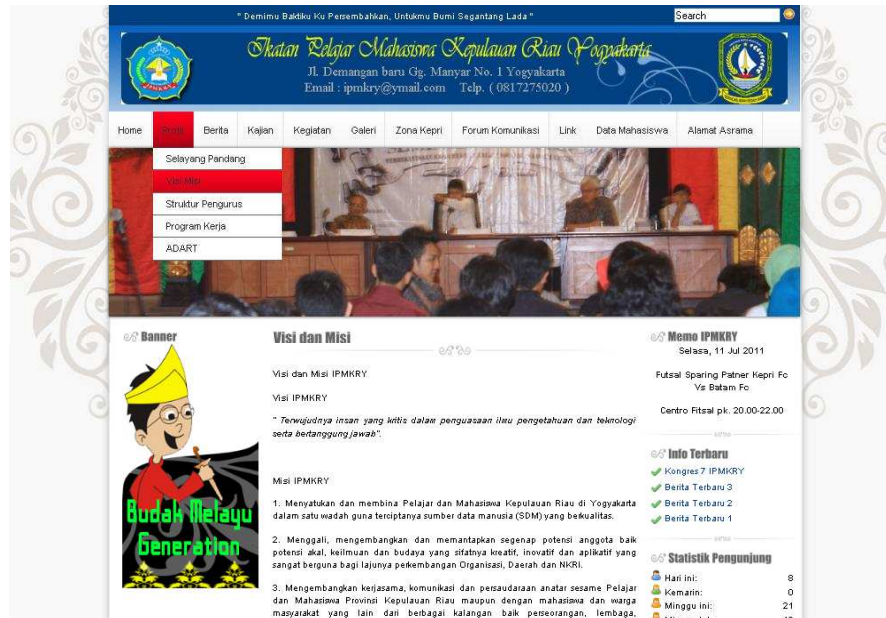 " Demimu Baktiku Ku Persembahkan, Untukmu Bumi Segantang Lada "
Search
Ikatan Pelajar Mahasiswa Kepulauan Riau Yogyakarta
Jl. Demangan baru Gg. Manyar No. 1 Yogyakarta
Email : ipmkry@ymail.com Telp. ( 0817275020 )
Home Profil Berita Kajian Kegiatan Galeri Zona Kepri Forum Komunikasi Link Data Mahasiswa Alamat Asrama
Selayang Pandang
Visi Misi
Struktur Pengurus
Program Kerja
ADART
Banner
Budak Melayu
Generation
Visi dan Misi
Visi dan Misi IPMKRY
Visi IPMKRY
" Terwujudnya insan yang kritis dalam penguasaan ilmu pengetahuan dan teknologi
serta bertanggung jawab".
Misi IPMKRY
1. Menyatukan dan membina Pelajar dan Mahasiswa Kepulauan Riau di Yogyakarta
dalam satu wadah guna terciptanya sumber data manusia (SDM) yang berkualitas.
2. Menggali, mengembangkan dan memantapkan segenap potensi anggota baik
potensi akal, keilmuan dan budaya yang sifatnya kreatif, inovatif dan aplikatif yang
sangat berguna bagi lajunya perkembangan Organisasi, Daerah dan NKRI.
3. Mengembangkan kerjasama, komunikasi dan persaudaraan anatar sesame Pelajar
dan Mahasiswa Provinsi Kepulauan Riau maupun dengan mahasiswa dan warga
masyarakat yang lain dari berbagai kalangan baik perseorangan, lembaga,
Memo IPMKRY
Selasa, 11 Jul 2011
Futsal Sparing Patner Kepri Fc
Vs Batam Fc
Centro Fitsal pk. 20.00-22.00
Info Terbaru
Kongres 7 IPMKRY
Berita Terbaru 3
Berita Terbaru 2
Berita Terbaru 1
Statistik Pengunjung
Hari ini: 8
Kemarin: 0
Minggu ini: 21